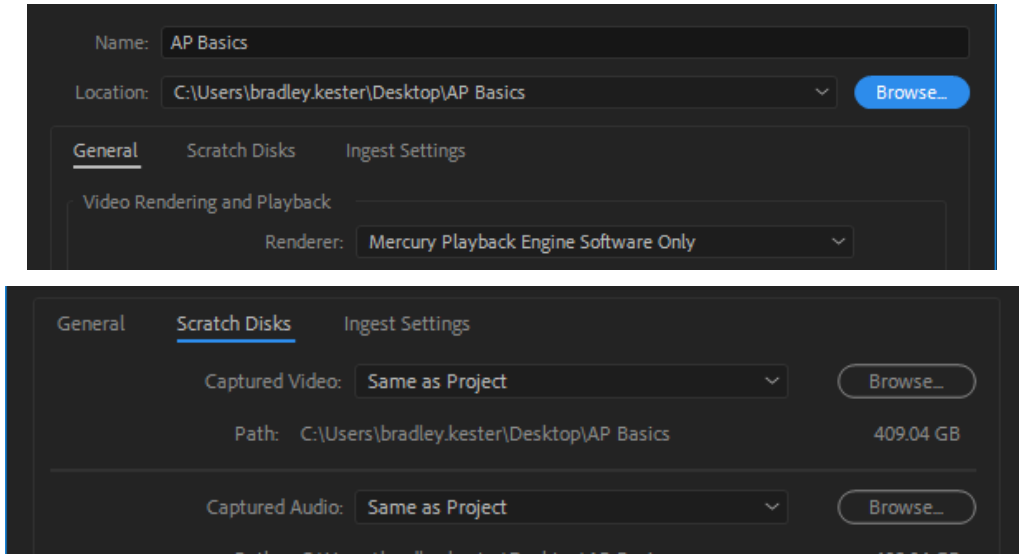 Name: AP Basics
Location: C:\Users\bradley.kester\Desktop\AP Basics Browse...
General Scratch Disks Ingest Settings
Video Rendering and Playback
Renderer: Mercury Playback Engine Software Only
General Scratch Disks Ingest Settings
Captured Video: Same as Project Browse...
Path: C:\Users\bradley.kester\Desktop\AP Basics 409.04 GB
Captured Audio: Same as Project Browse...